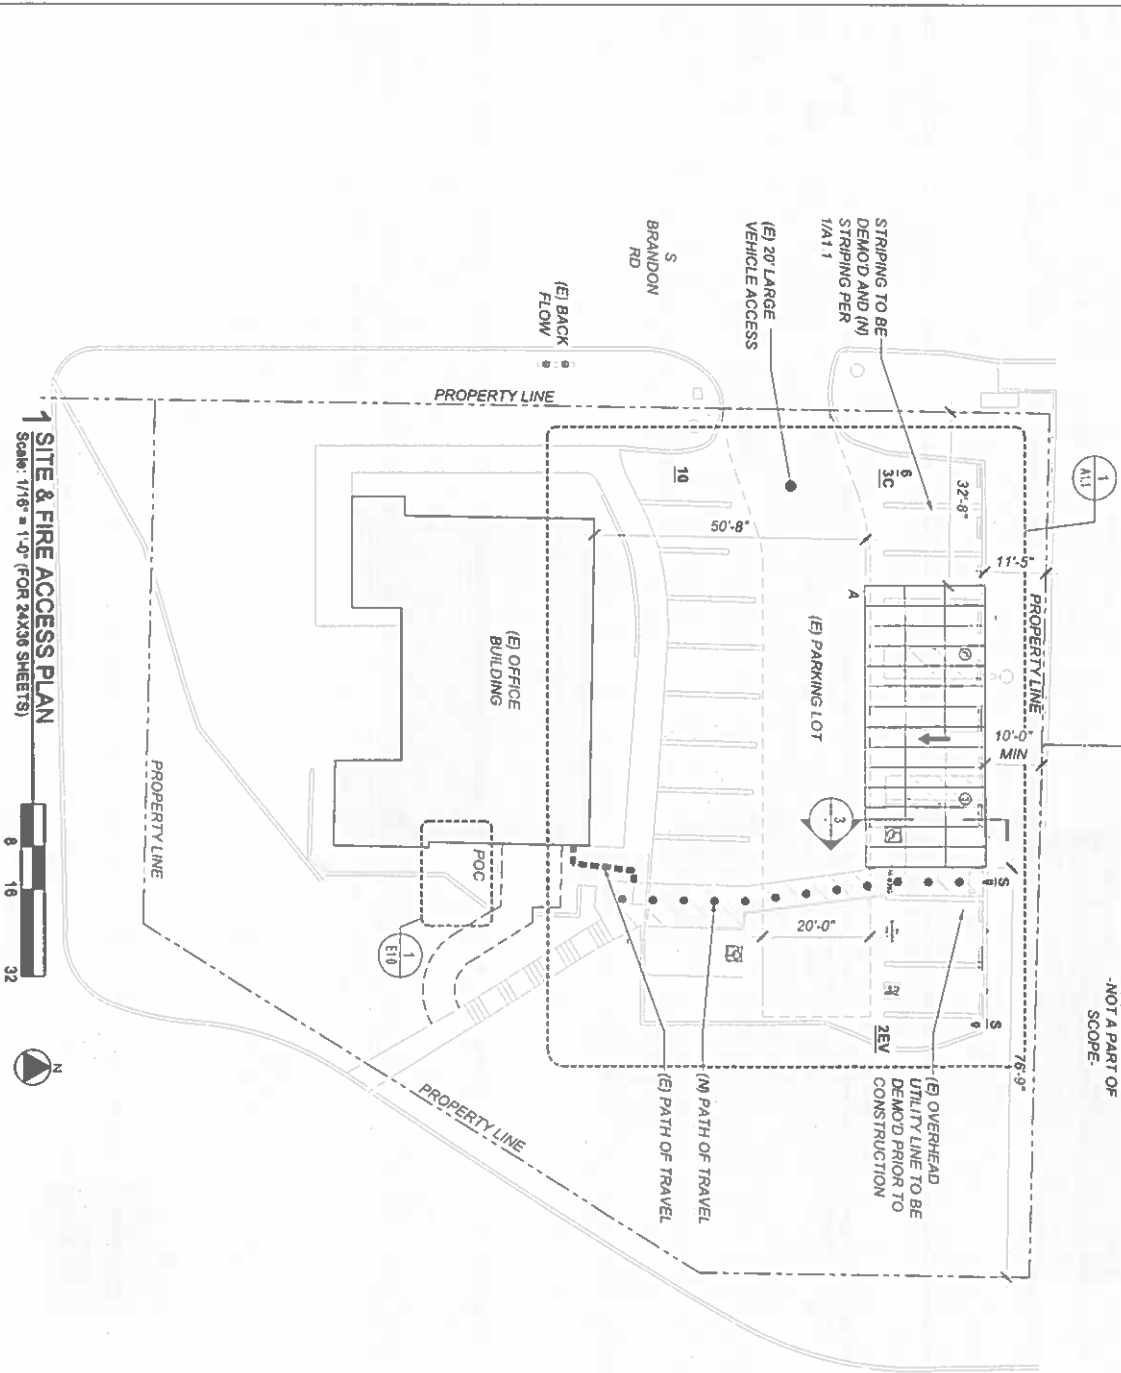 1
A1.1
-NOT A PART OF
SCOPE-
STRIPING TO BE
DEMO'D AND (N)
STRIPING PER
1/A1.1
(E) 20' LARGE
VEHICLE ACCESS
S
BRANDON
RD
(E) BACK
FLOW
PROPERTY LINE
PROPERTY LINE
32'-8"
11'-5"
6
3C
10
50'-8"
A
(E) PARKING LOT
10'-0"
MIN
3
(E) OFFICE
BUILDING
POC
1
E1.0
20'-0"
S
S
12
2EV
76'-9"
(E) OVERHEAD
UTILITY LINE TO BE
DEMO'D PRIOR TO
CONSTRUCTION
(N) PATH OF TRAVEL
(E) PATH OF TRAVEL
PROPERTY LINE
PROPERTY LINE
1
SITE & FIRE ACCESS PLAN
Scale: 1/16" = 1'-0" (FOR 24X36 SHEETS)
8
16
32
N